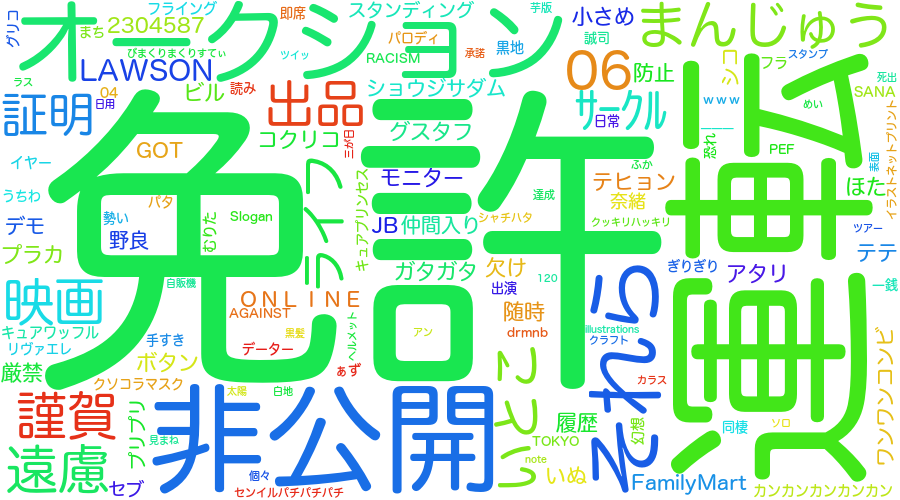 グリコ
オークション
フライング
まち
2304587
びまくりまくりすてぃ
即席
スタンディング
ツイッ
パロディ
黒地
芋版
小さめ
誠司
まんじゅう
ラス
LAWSON
承諾
RACISM
ショウジサダム
06
防止
シコ
フラ
スタンプ
死出
証明
04
日用
ビル
読み
出品
サークル
www
SANA
めい
イヤー
GOT
コクリコ
三が日
グスタフ
日常
恐れ
PEF
表面
イラストネットプリント
免許
運転
うちわ
パタ
Slogan
ライフ
キュアプリンセス
モニター
シャチハタ
達成
テヒョン
ふか
ほた
デモ
勢い
野良
むりた
JB
仲間入り
クッキリハッキリ
奈緒
ツアー
プラカ
自販機
ガタガタ
欠け
120
ぎりぎり
アタリ
テテ
映画
ONLINE
出演
それら
一銭
キュアワッフル
AGAINST
随時
リヴァエレ
手すき
黒髪
ヘルメット
アン
drmnb
illustrations
クラフト
ボタン
データー
いとこ
厳禁
クソコラマスク
ぁず
カラス
ワンワンコンビ
謹賀
太陽
白地
非公開
履歴
幻想
同棲
ソロ
プリプリ
見まね
TOKYO
遠慮
note
いぬ
セブ
個々
センイルパチパチパチ
FamilyMart
カンカンカンカンカン